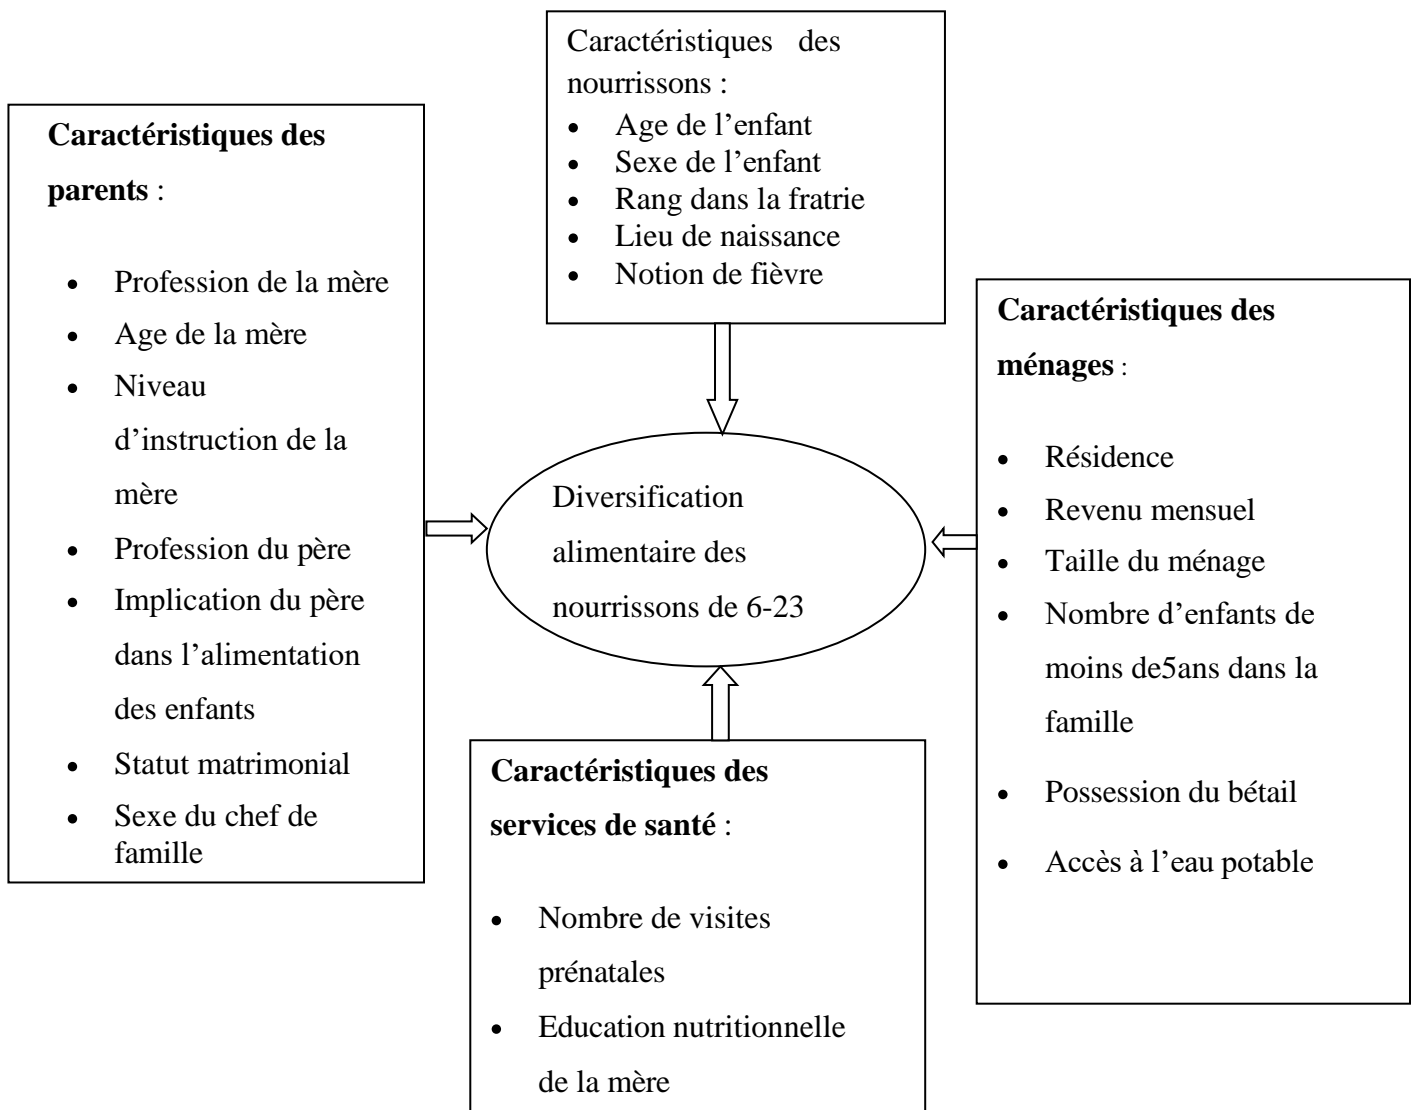 Caractéristiques des
nourrissons :
• Age de l’enfant
• Sexe de l’enfant
• Rang dans la fratrie
• Lieu de naissance
• Notion de fièvre
Caractéristiques des
parents :
• Profession de la mère
• Age de la mère
• Niveau
d’instruction de la
mère
• Profession du père
• Implication du père
dans l’alimentation
des enfants
• Statut matrimonial
• Sexe du chef de
famille
Diversification
alimentaire des
nourrissons de 6-23
Caractéristiques des
ménages :
• Résidence
• Revenu mensuel
• Taille du ménage
• Nombre d’enfants de
moins de5ans dans la
famille
• Possession du bétail
• Accès à l’eau potable
Caractéristiques des
services de santé :
• Nombre de visites
prénatales
• Education nutritionnelle
de la mère